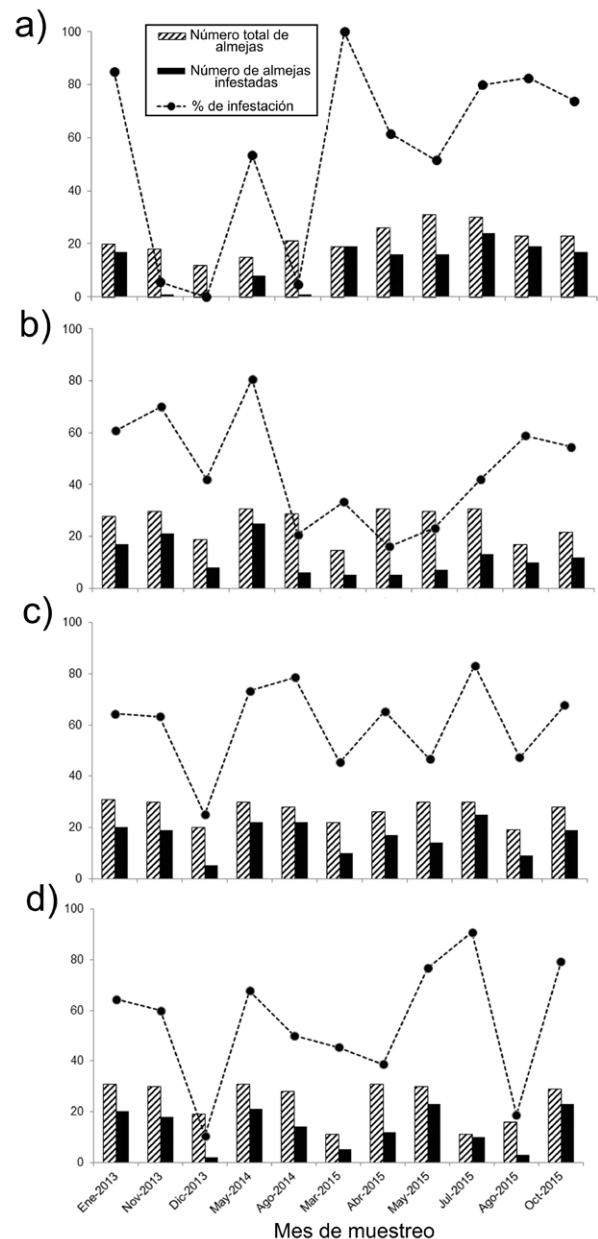 a)
100
80
60
40
20
0
Número total de
almejas
Número de almejas
infestadas
% de infestación
b)
100
80
60
40
20
0
c)
100
80
60
40
20
0
d)
100
80
60
40
20
0
Ene-2013
Nov-2013
Dic-2013
May-2014
Ago-2014
Mar-2015
Abr-2015
May-2015
Jul-2015
Ago-2015
Oct-2015
Mes de muestreo